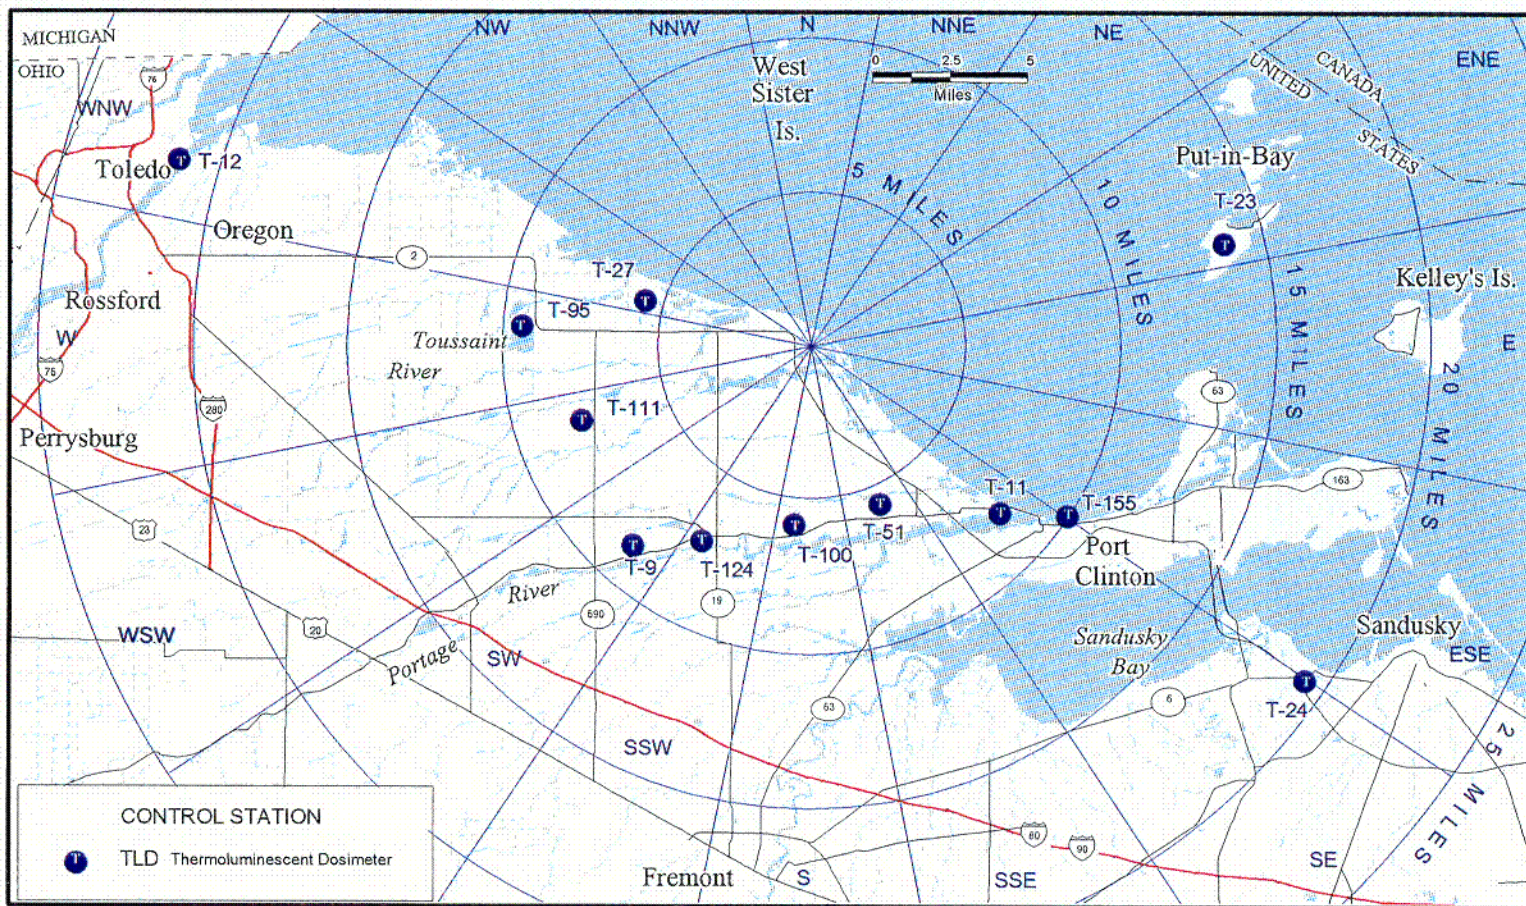 MICHIGAN
OHIO
NW
NNW
N
NNE
NE
ENE
WNW
W
WSW
SW
SSW
S
SSE
SE
ESE
E
West
Sister
Is.
0 2.5 5
Miles
CANADA
UNITED
STATES
Put-in-Bay
T-23
Kelley's Is.
5 MILES
10 MILES
15 MILES
20 MILES
25 MILES
76
Toledo
T-12
Oregon
2
T-27
T-95
Rossford
Toussaint
River
75
280
T-111
Perrysburg
63
163
T-11
T-155
T-51
T-100
T-124
T-9
23
Port
Clinton
River
Portage
590
19
20
Sandusky
Bay
Sandusky
T-24
6
63
80
90
Fremont
CONTROL STATION
T TLD Thermoluminescent Dosimeter